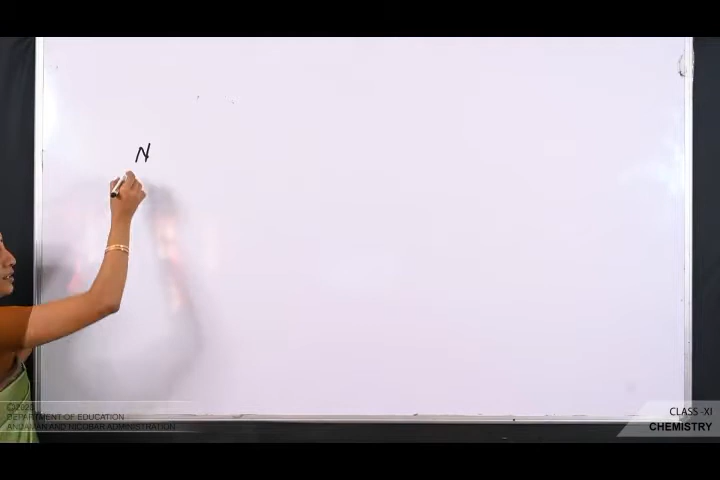 N
CLASS -XI
CHEMISTRY
DEPARTMENT OF EDUCATION
ANDAMAN AND NICOBAR ADMINISTRATION